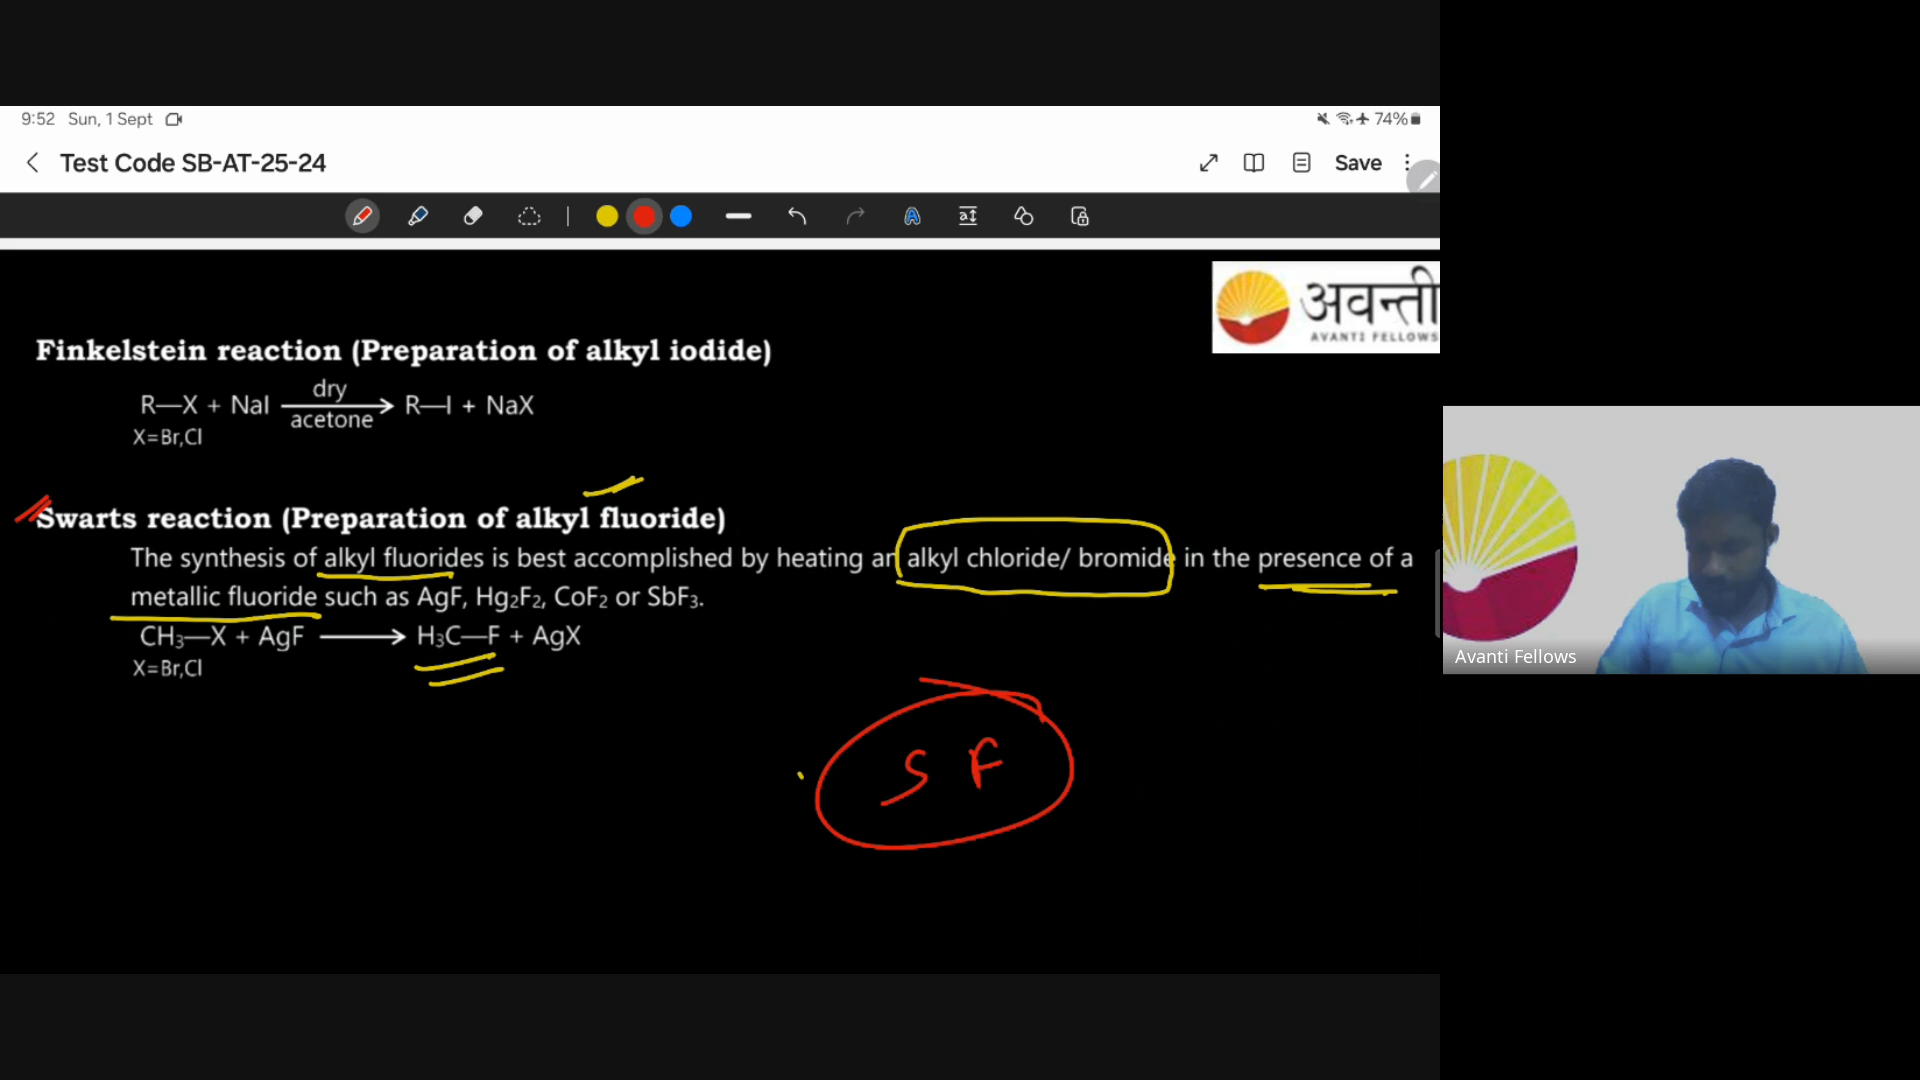 9:52 Sun, 1 Sept 74%
Test Code SB-AT-25-24 Save
अवन्ती
AVANTI FELLOWS
Finkelstein reaction (Preparation of alkyl iodide)
R—X + NaI dry acetone → R—I + NaX
X=Br,Cl
Swarts reaction (Preparation of alkyl fluoride)
The synthesis of alkyl fluorides is best accomplished by heating an alkyl chloride/ bromide in the presence of a
metallic fluoride such as AgF, Hg₂F₂, CoF₂ or SbF₃.
CH₃—X + AgF → H₃C—F + AgX
X=Br,Cl
S F
Avanti Fellows